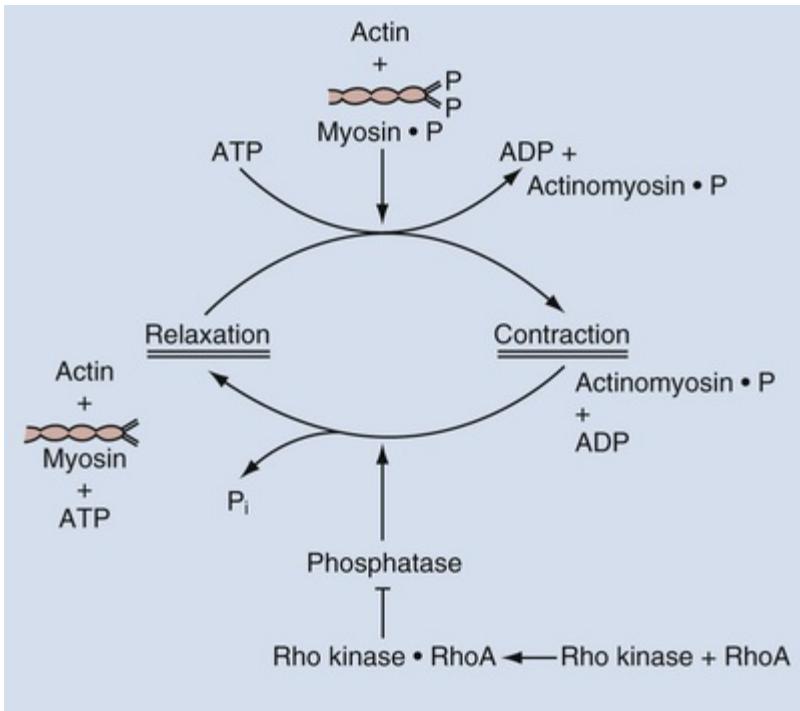 Actin
+
P
P
Myosin • P
ATP
ADP +
Actinomyosin • P
Relaxation
Contraction
Actin
+
Myosin
+
ATP
Actinomyosin • P
+
ADP
Pi
Phosphatase
Rho kinase • RhoA
Rho kinase + RhoA